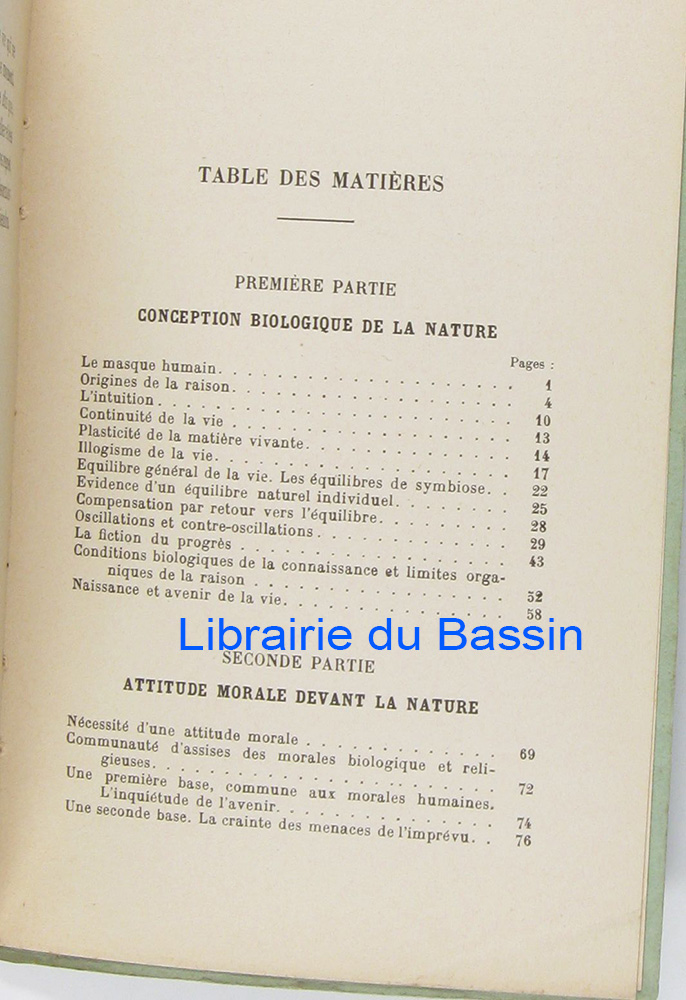 TABLE DES MATIÈRES
PREMIÈRE PARTIE
CONCEPTION BIOLOGIQUE DE LA NATURE
Pages :
Le masque humain. . . . . . . . . . . . . . . . . . . 1
Origines de la raison. . . . . . . . . . . . . . . . . . 4
L'intuition. . . . . . . . . . . . . . . . . . . . . . 10
Continuité de la vie . . . . . . . . . . . . . . . . . . 13
Plasticité de la matière vivante. . . . . . . . . . . . . 14
Illogisme de la vie. . . . . . . . . . . . . . . . . . . 17
Equilibre général de la vie. Les équilibres de symbiose. . . 22
Evidence d'un équilibre naturel individuel. . . . . . . . 25
Compensation par retour vers l'équilibre. . . . . . . . . 28
Oscillations et contre-oscillations. . . . . . . . . . . . 29
La fiction du progrès . . . . . . . . . . . . . . . . . 43
Conditions biologiques de la connaissance et limites orga-
niques de la raison . . . . . . . . . . . . . . . . . 52
Naissance et avenir de la vie. . . . . . . . . . . . . . 58
Librairie du Bassin
SECONDE PARTIE
ATTITUDE MORALE DEVANT LA NATURE
Nécessité d'une attitude morale . . . . . . . . . . . . . 69
Communauté d'assises des morales biologique et reli-
gieuses. . . . . . . . . . . . . . . . . . . . . . 72
Une première base, commune aux morales humaines.
L'inquiétude de l'avenir. . . . . . . . . . . . . . . 74
Une seconde base. La crainte des menaces de l'imprévu. . . 76